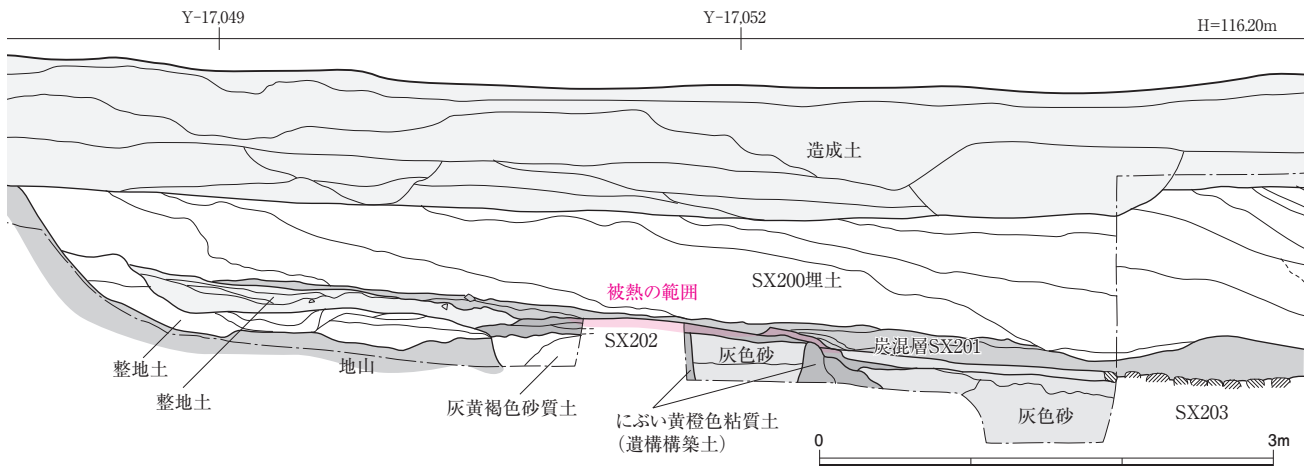 Y-17,049
Y-17,052
H=116.20m
造成土
SX200埋土
被熱の範囲
SX202
灰色砂
炭混層SX201
整地土
整地土
地山
灰黄褐色砂質土
にぶい黄橙色粘質土
(遺構構築土)
灰色砂
SX203
0
3m